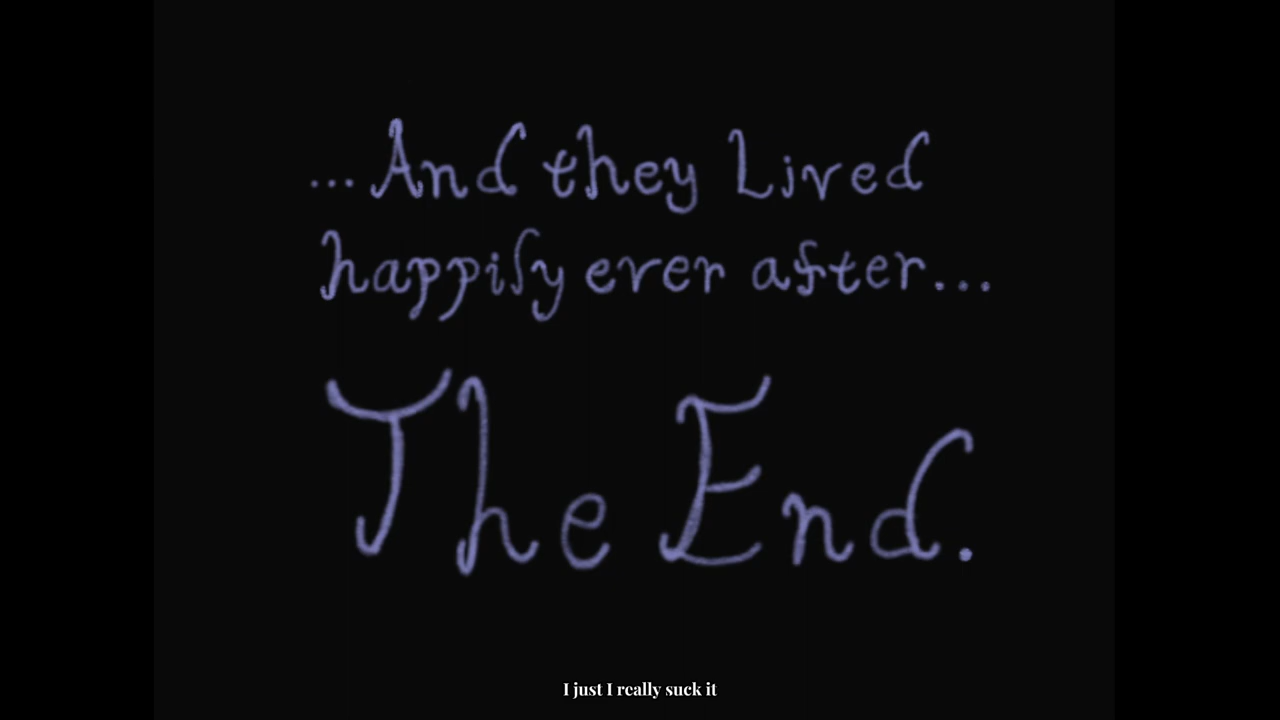 ...And they Lived
happily ever after...
The End.
I just I really suck it